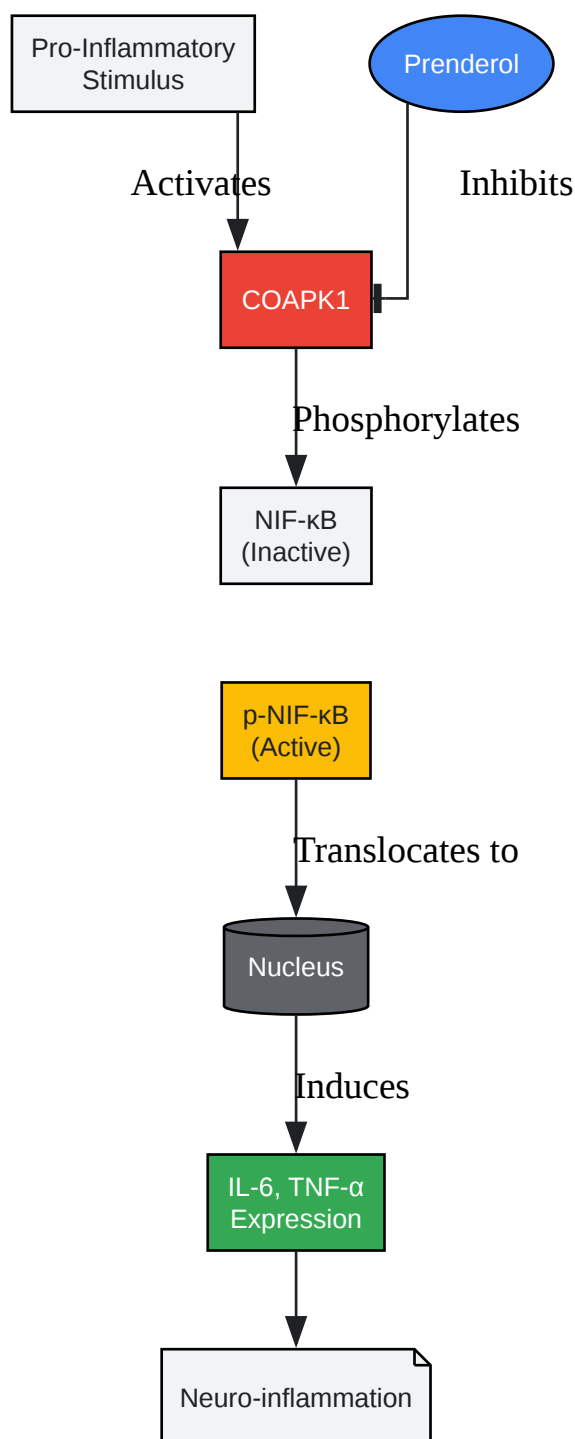 Pro-Inflammatory
Stimulus
Prenderol
Activates
Inhibits
COAPK1
Phosphorylates
NIF-κB
(Inactive)
p-NIF-κB
(Active)
Translocates to
Nucleus
Induces
IL-6, TNF-α
Expression
Neuro-inflammation